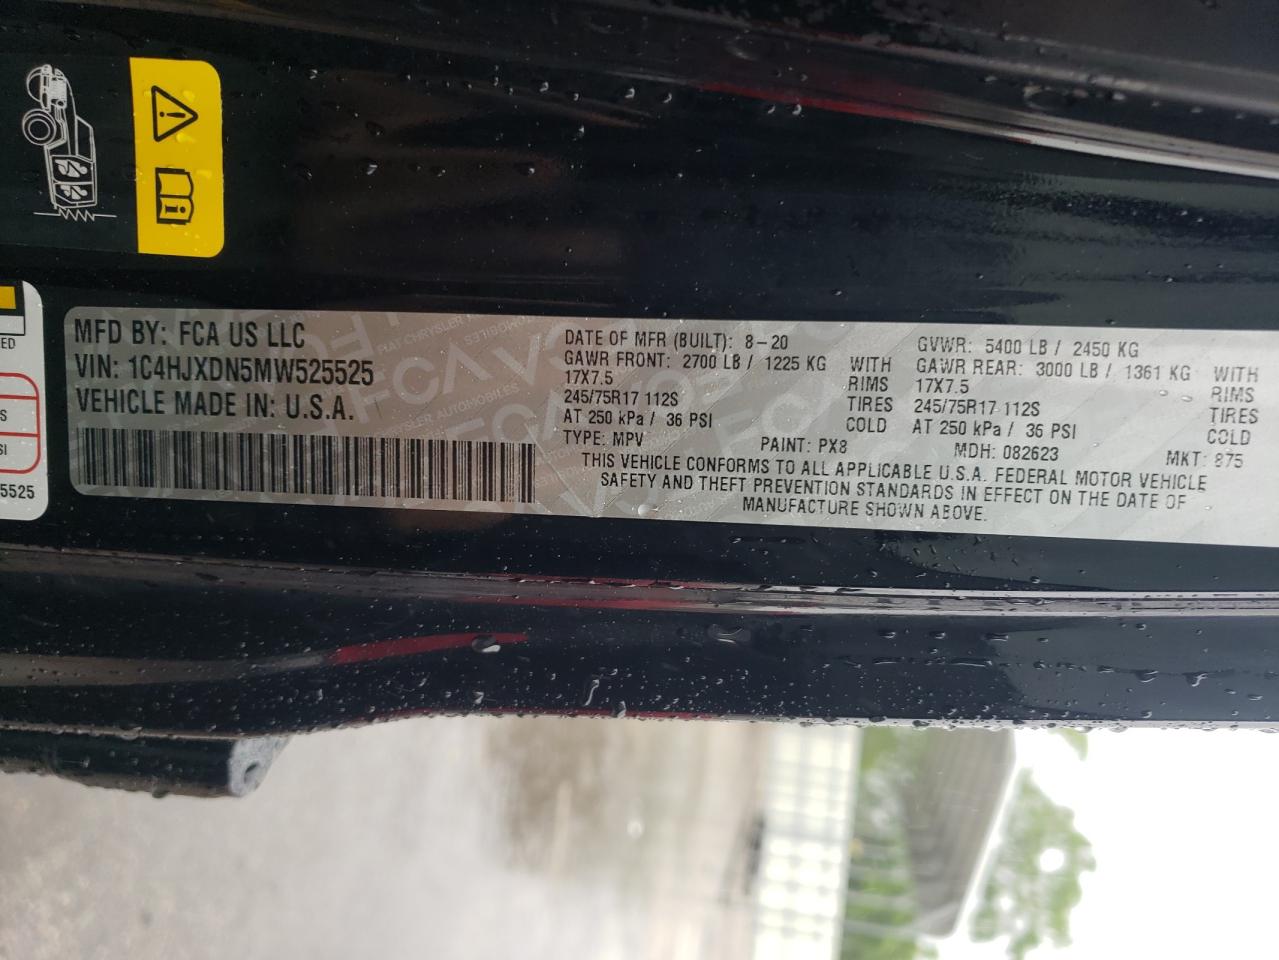 MFD BY: FCA US LLC
VIN: 1C4HJXDN5MW525525
VEHICLE MADE IN: U.S.A.
DATE OF MFR (BUILT): 8-20
GAWR FRONT: 2700 LB / 1225 KG WITH
17X7.5 RIMS
245/75R17 112S TIRES
AT 250 kPa / 36 PSI COLD
GVWR: 5400 LB / 2450 KG
GAWR REAR: 3000 LB / 1361 KG WITH
17X7.5 RIMS
245/75R17 112S TIRES
AT 250 kPa / 36 PSI COLD
TYPE: MPV PAINT: PX8 MDH: 082623 MKT: 875
THIS VEHICLE CONFORMS TO ALL APPLICABLE U.S.A. FEDERAL MOTOR VEHICLE
SAFETY AND THEFT PREVENTION STANDARDS IN EFFECT ON THE DATE OF
MANUFACTURE SHOWN ABOVE.
5525